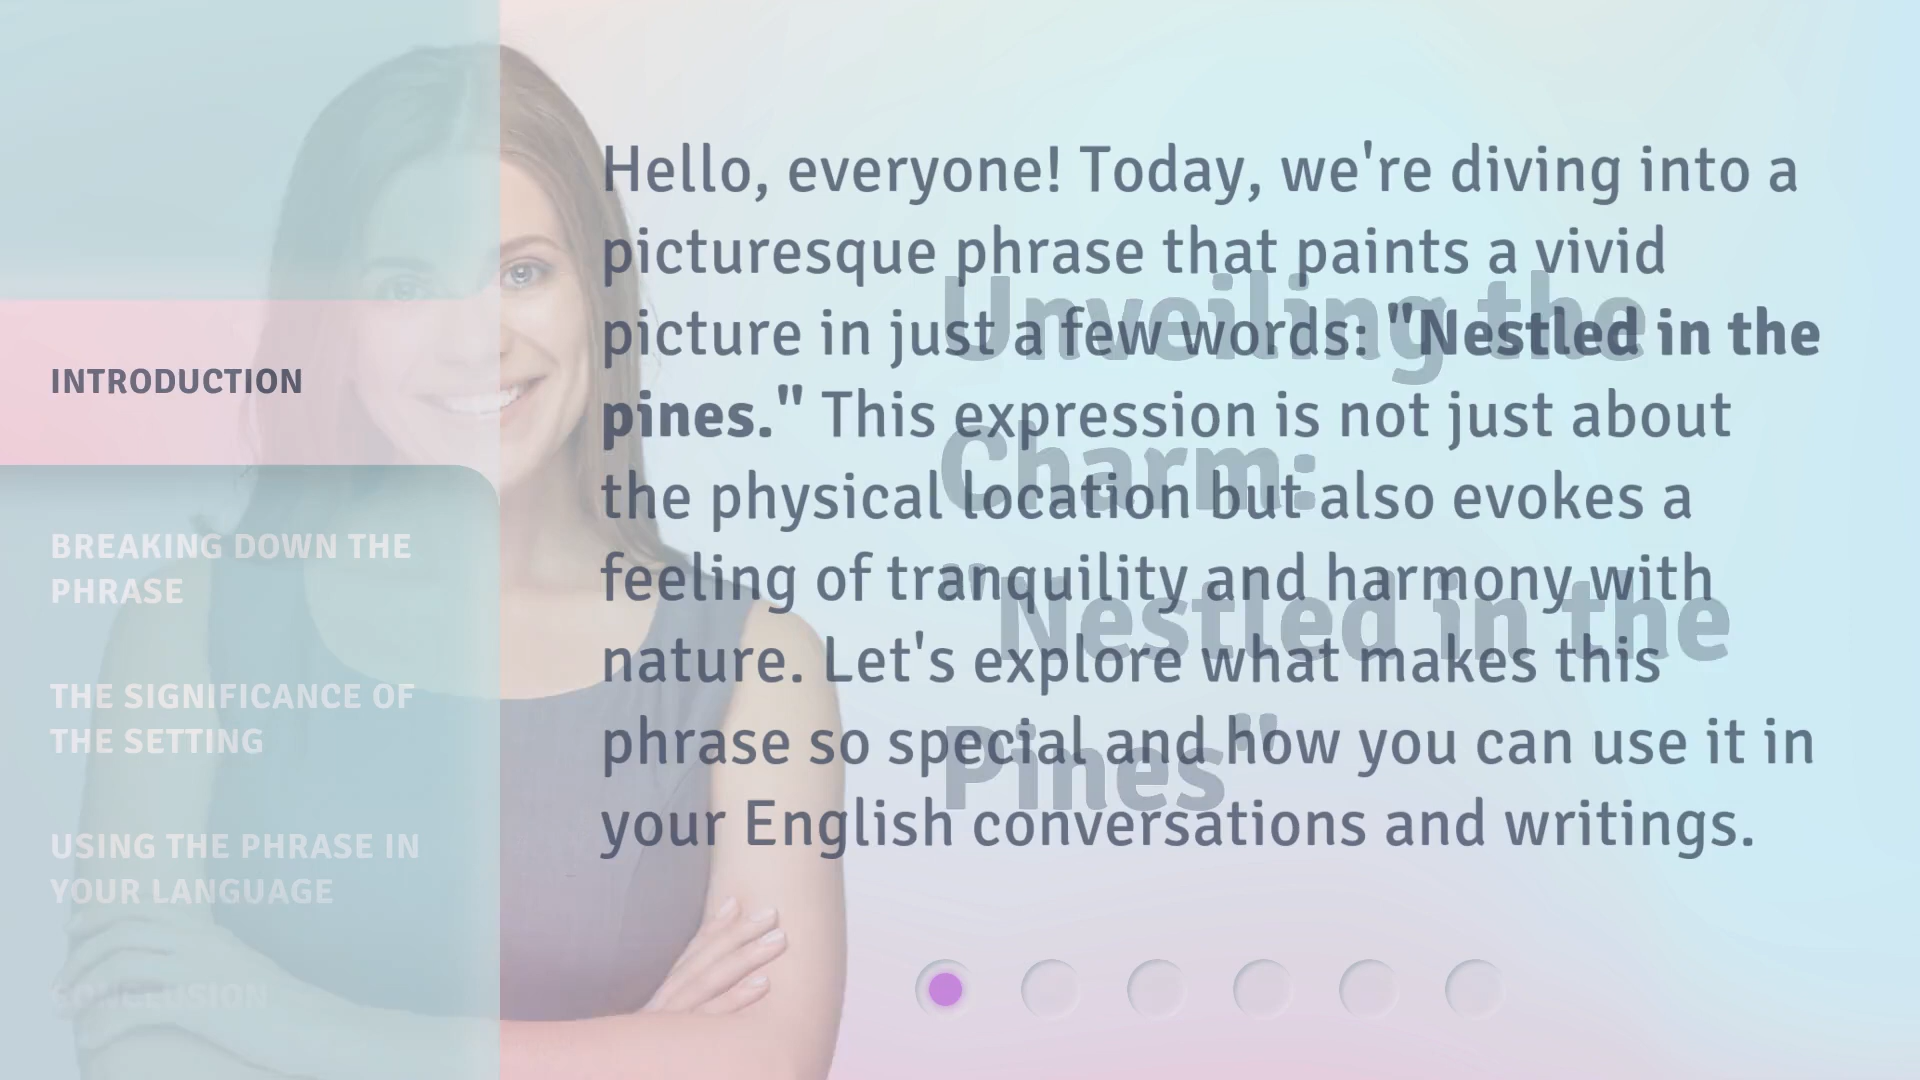 INTRODUCTION
BREAKING DOWN THE
PHRASE
THE SIGNIFICANCE OF
THE SETTING
USING THE PHRASE IN
YOUR LANGUAGE
CONCLUSION
Hello, everyone! Today, we're diving into a
picturesque phrase that paints a vivid
picture in just a few words: "Nestled in the
pines." This expression is not just about
the physical location but also evokes a
feeling of tranquility and harmony with
nature. Let's explore what makes this
phrase so special and how you can use it in
your English conversations and writings.
Unveiling the
Charm:
"Nestled in the
Pines"